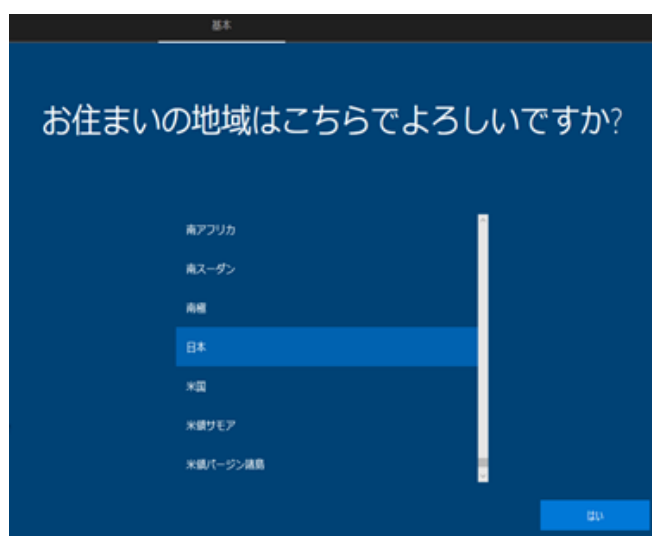 基本
お住まいの地域はこちらでよろしいですか?
南アフリカ
南スーダン
南極
日本
米国
米領サモア
米領バージン諸島
はい